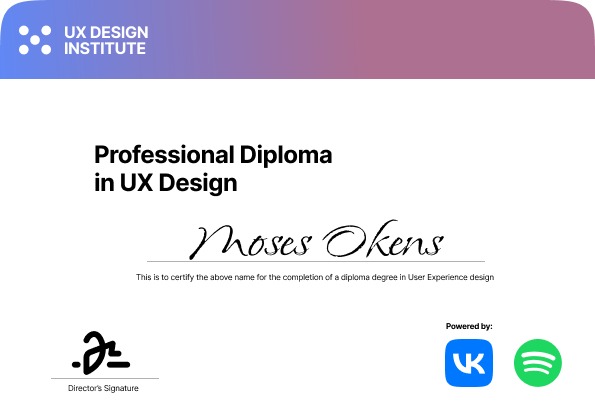 UX DESIGN
INSTITUTE
Professional Diploma
in UX Design
Moses Okens
This is to certify the above name for the completion of a diploma degree in User Experience design
Powered by:
Director's Signature